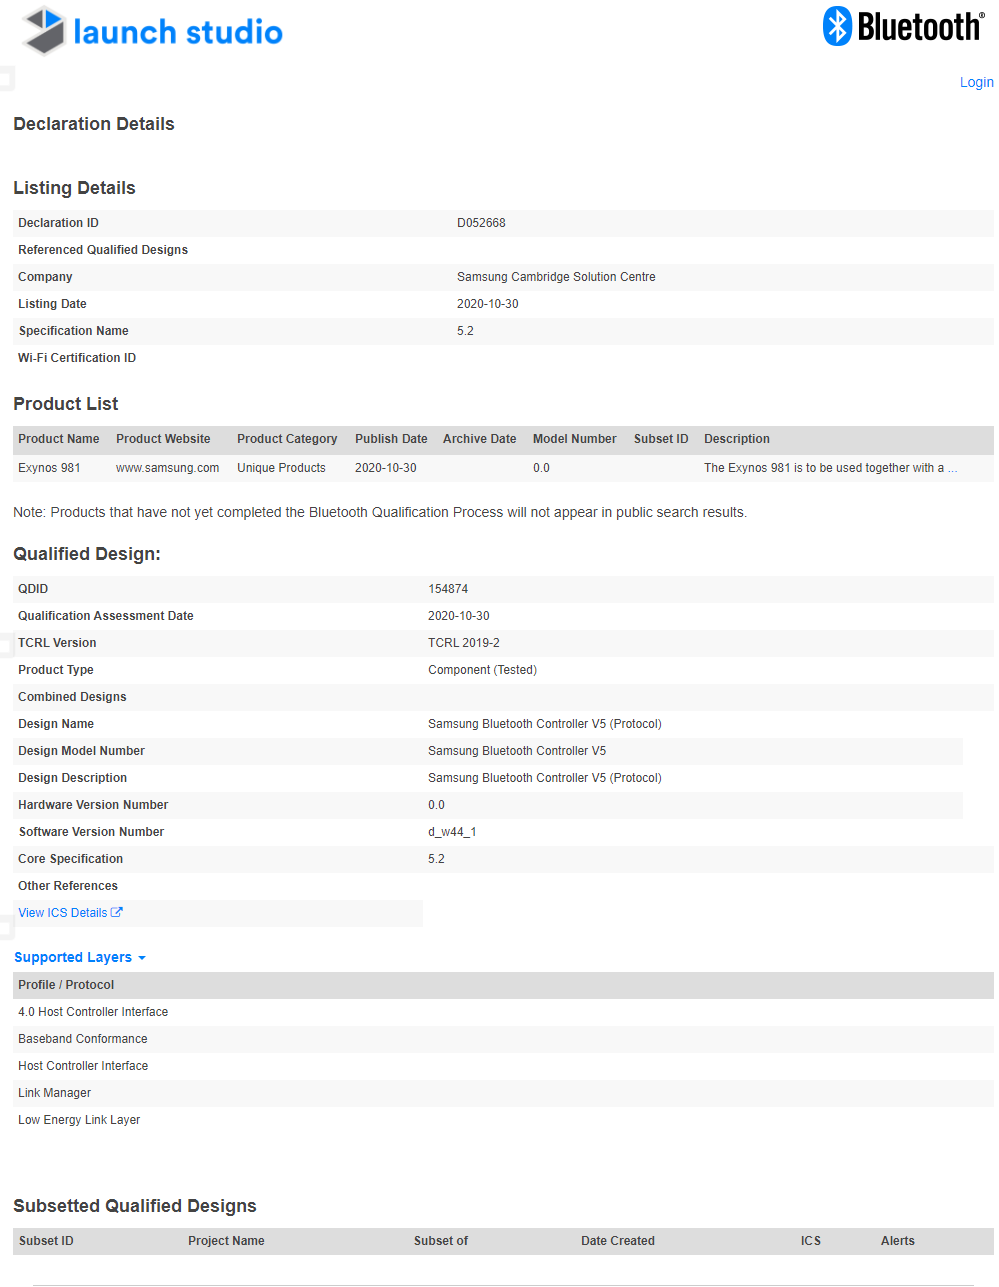 launch studio
Bluetooth®
Login
Declaration Details
Listing Details
Declaration ID D052668
Referenced Qualified Designs
Company Samsung Cambridge Solution Centre
Listing Date 2020-10-30
Specification Name 5.2
Wi-Fi Certification ID
Product List
Product Name Product Website Product Category Publish Date Archive Date Model Number Subset ID Description
Exynos 981 www.samsung.com Unique Products 2020-10-30 0.0 The Exynos 981 is to be used together with a ...
Note: Products that have not yet completed the Bluetooth Qualification Process will not appear in public search results.
Qualified Design:
QDID 154874
Qualification Assessment Date 2020-10-30
TCRL Version TCRL 2019-2
Product Type Component (Tested)
Combined Designs
Design Name Samsung Bluetooth Controller V5 (Protocol)
Design Model Number Samsung Bluetooth Controller V5
Design Description Samsung Bluetooth Controller V5 (Protocol)
Hardware Version Number 0.0
Software Version Number d_w44_1
Core Specification 5.2
Other References
View ICS Details
Supported Layers
Profile / Protocol
4.0 Host Controller Interface
Baseband Conformance
Host Controller Interface
Link Manager
Low Energy Link Layer
Subsetted Qualified Designs
Subset ID Project Name Subset of Date Created ICS Alerts